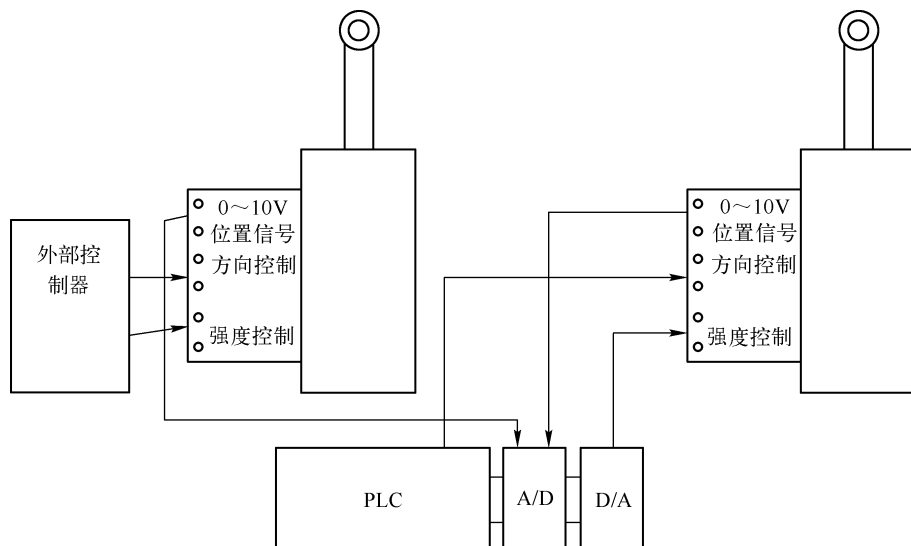 外部控
制器
0～10V
位置信号
方向控制
强度控制
0～10V
位置信号
方向控制
强度控制
PLC
A/D
D/A